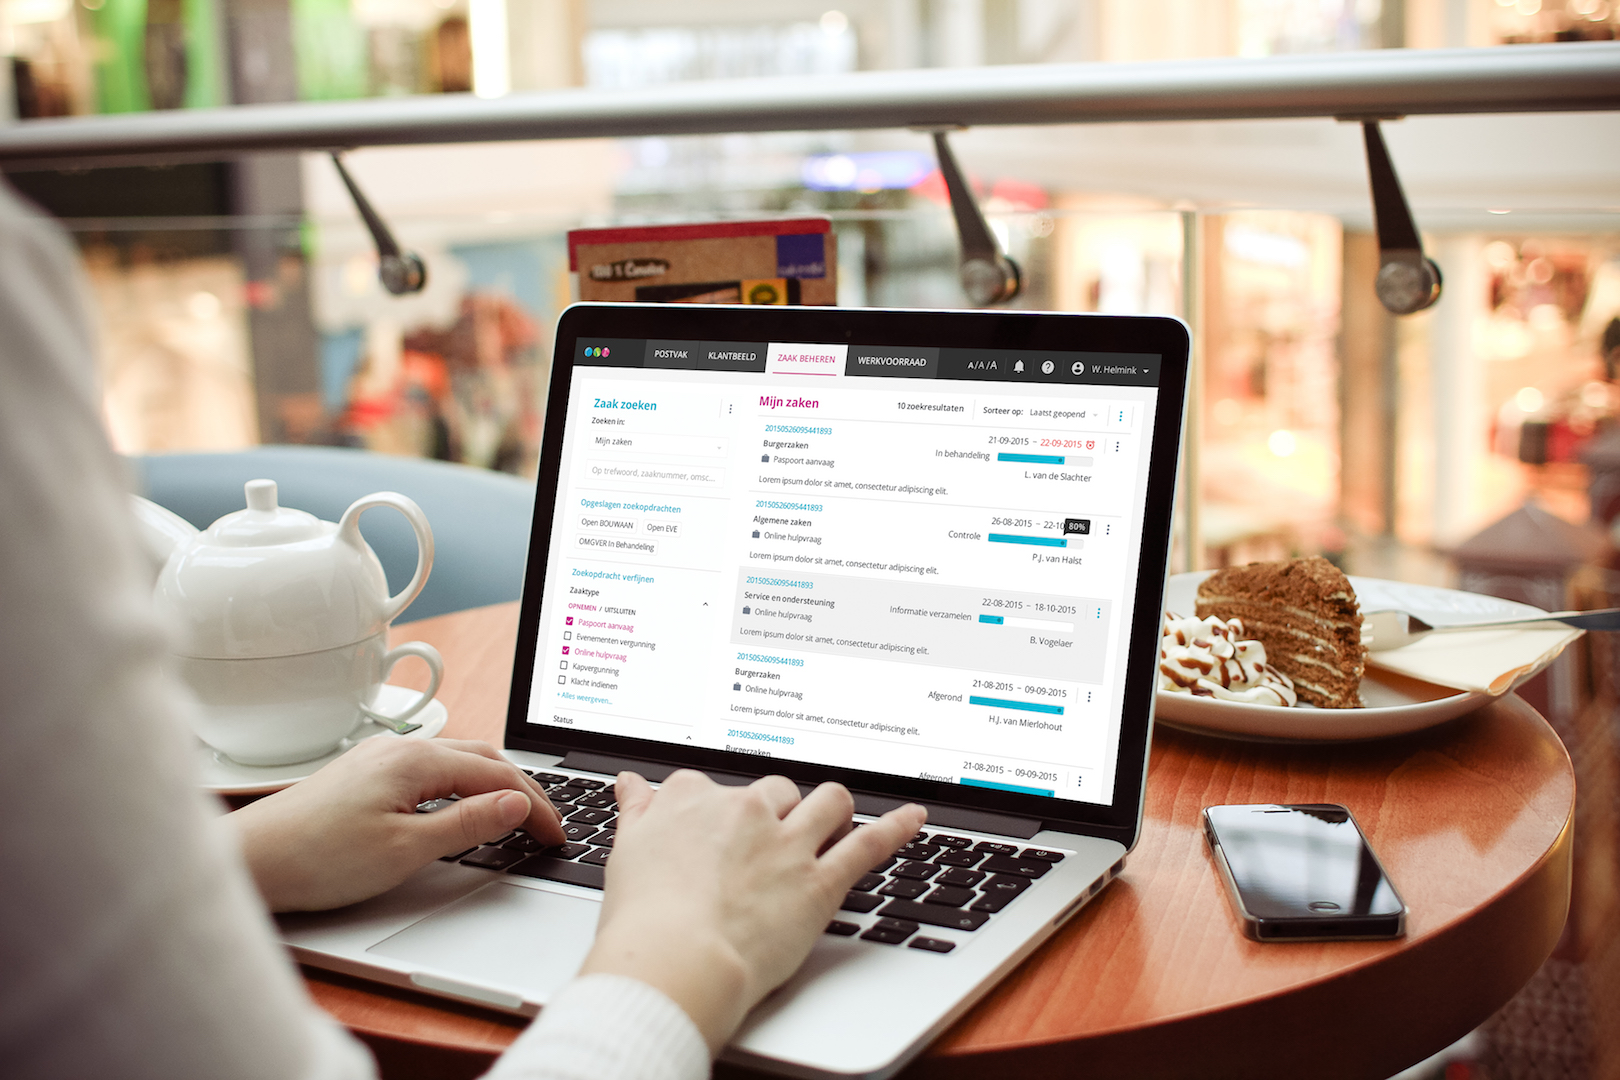 100 %
POSTVAK
KLANTBEELD
ZAAK BEHEREN
WERKVOORRAAD
A/A/A
W. Helmink
Zaak zoeken
Zoeken in:
Mijn zaken
Op trefwoord, zaaknummer, omsc...
Opgeslagen zoekopdrachten
Open BOUWAAN
Open EVE
OMGVER In Behandeling
Zoekopdracht verfijnen
Zaaktype
OPNEMEN / UITSLUITEN
Paspoort aanvaag
Evenementen vergunning
Online hulpvraag
Kapvergunning
Klacht indienen
+ Alles weergeven...
Status
Mijn zaken
10 zoekresultaten
Sorteer op: Laatst geopend
20150526095441893
Burgerzaken
Paspoort aanvaag
Lorem ipsum dolor sit amet, consectetur adipiscing elit.
21-09-2015 - 22-09-2015
In behandeling
L. van de Slachter
20150526095441893
Algemene zaken
Online hulpvraag
Lorem ipsum dolor sit amet, consectetur adipiscing elit.
26-08-2015 - 22-10
80%
Controle
P.J. van Halst
20150526095441893
Service en ondersteuning
Online hulpvraag
Lorem ipsum dolor sit amet, consectetur adipiscing elit.
22-08-2015 - 18-10-2015
Informatie verzamelen
B. Vogelaer
20150526095441893
Burgerzaken
Online hulpvraag
Lorem ipsum dolor sit amet, consectetur adipiscing elit.
21-08-2015 - 09-09-2015
Afgerond
H.J. van Mierlohout
20150526095441893
Burgerzaken
21-08-2015 - 09-09-2015
Afgerond